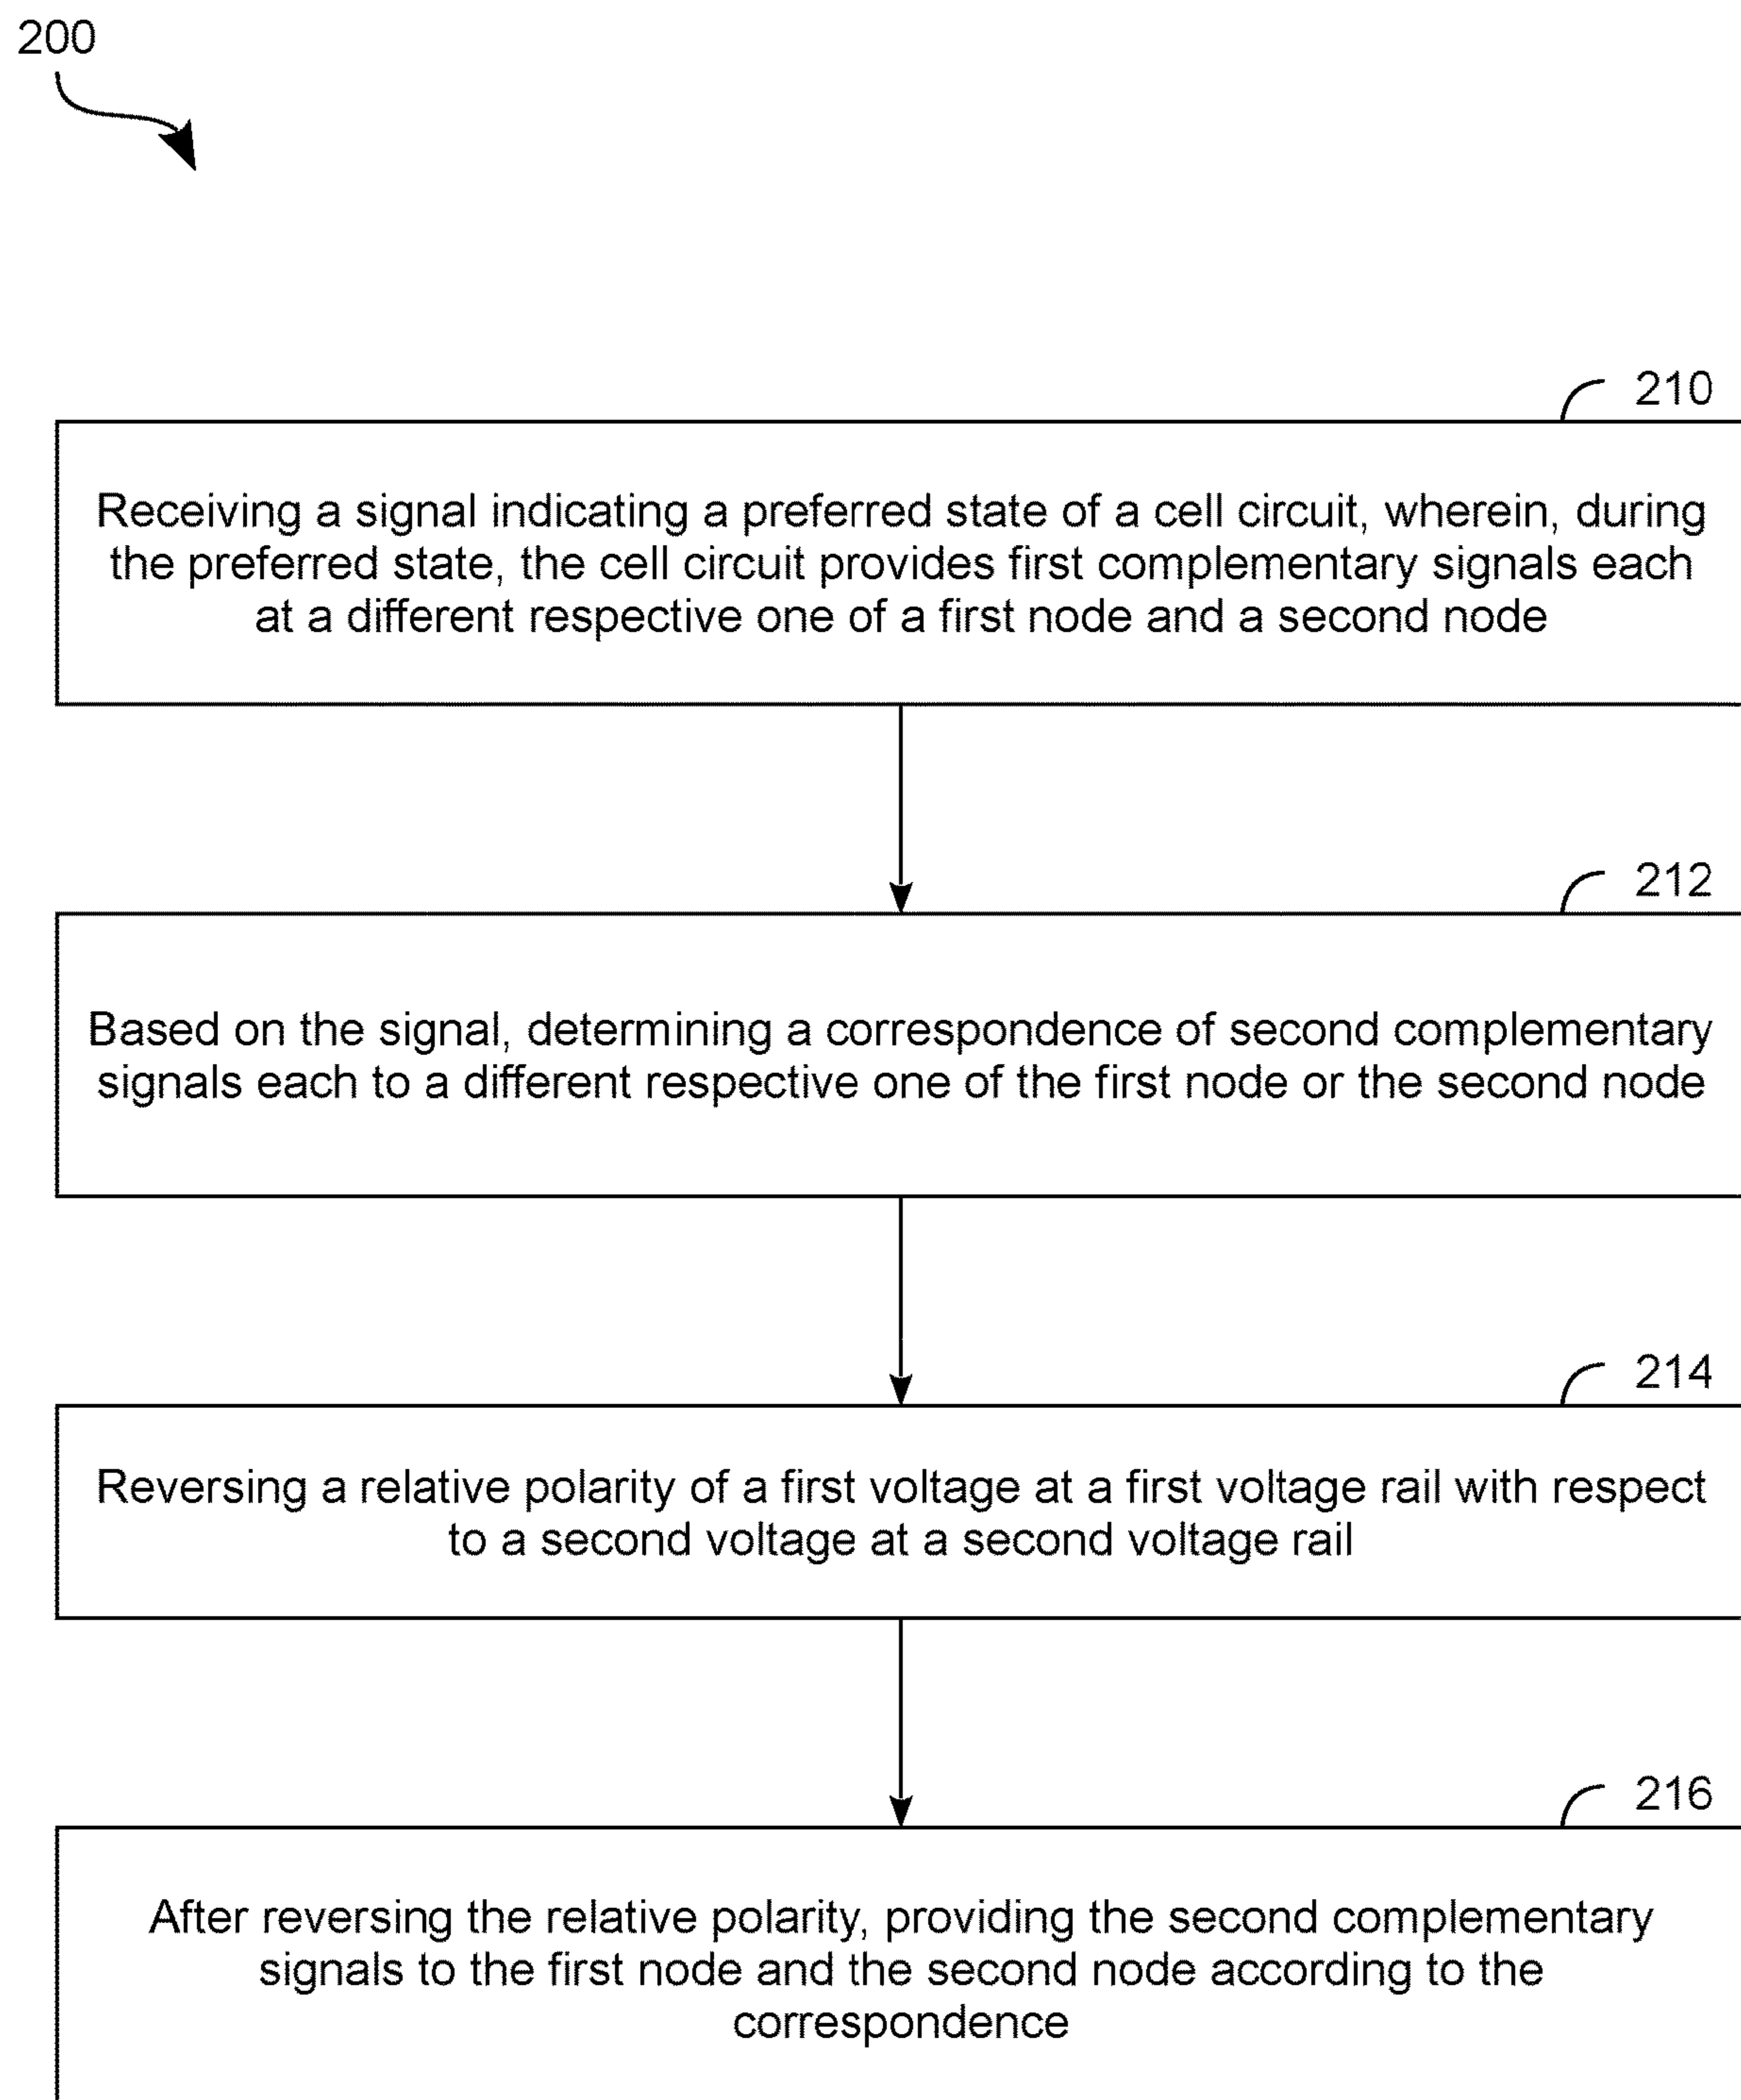 200
210
Receiving a signal indicating a preferred state of a cell circuit, wherein, during
the preferred state, the cell circuit provides first complementary signals each
at a different respective one of a first node and a second node
212
Based on the signal, determining a correspondence of second complementary
signals each to a different respective one of the first node or the second node
214
Reversing a relative polarity of a first voltage at a first voltage rail with respect
to a second voltage at a second voltage rail
216
After reversing the relative polarity, providing the second complementary
signals to the first node and the second node according to the
correspondence